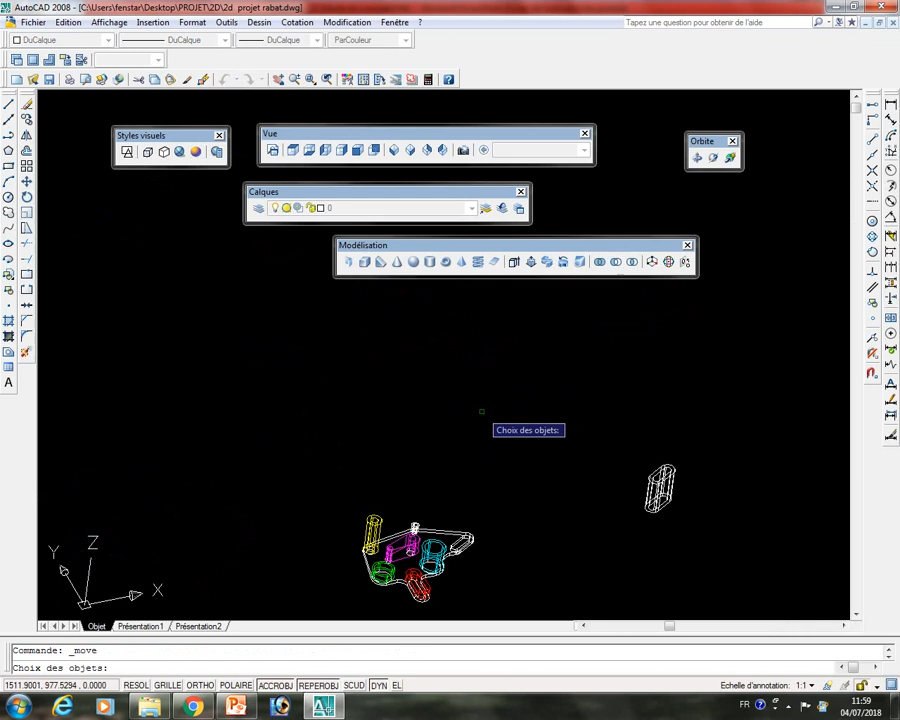 AutoCAD 2008 - [C:\Users\fenstar\Desktop\PROJET\2D\2d projet rabat.dwg]
Fichier Edition Affichage Insertion Format Outils Dessin Cotation Modification Fenêtre ?
Tapez une question pour obtenir de l'aide
DuCalque DuCalque DuCalque ParCouleur
Styles visuels
Vue
Orbite
Calques
0
Modélisation
A
Choix des objets:
Y Z X
Objet Présentation1 Présentation2
Commande: _move
Choix des objets:
1511.9001, 977.5294, 0.0000 RESOL GRILLE ORTHO POLAIRE ACCROBJ REPEROBJ SCUD DYN EL Echelle d'annotation: 1:1
FR 11:59
04/07/2018